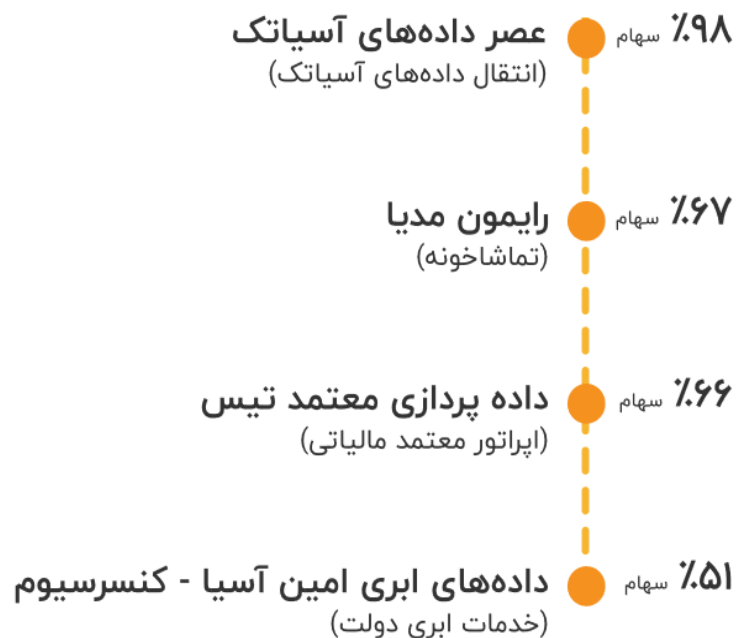 ٪۹۸ سهام
عصر داده‌های آسیاتک
(انتقال داده‌های آسیاتک)
٪۶۷ سهام
رایمون مدیا
(تماشاخونه)
٪۶۶ سهام
داده پردازی معتمد تیس
(اپراتور معتمد مالیاتی)
٪۵۱ سهام
داده‌های ابری امین آسیا - کنسرسیوم
(خدمات ابری دولت)